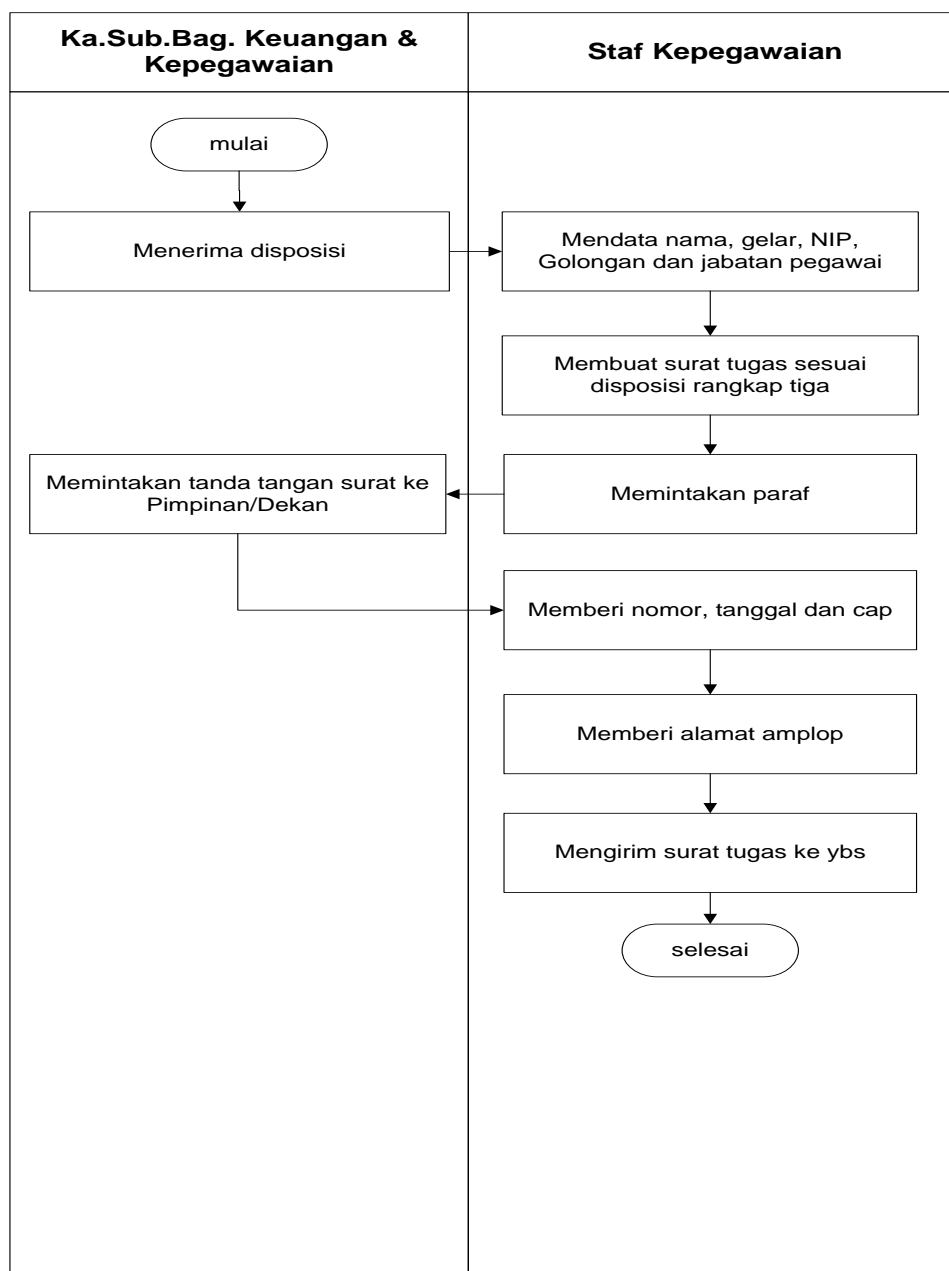 Ka.Sub.Bag. Keuangan &
Kepegawaian
Staf Kepegawaian
mulai
Menerima disposisi
Mendata nama, gelar, NIP,
Golongan dan jabatan pegawai
Membuat surat tugas sesuai
disposisi rangkap tiga
Memintakan paraf
Memintakan tanda tangan surat ke
Pimpinan/Dekan
Memberi nomor, tanggal dan cap
Memberi alamat amplop
Mengirim surat tugas ke ybs
selesai